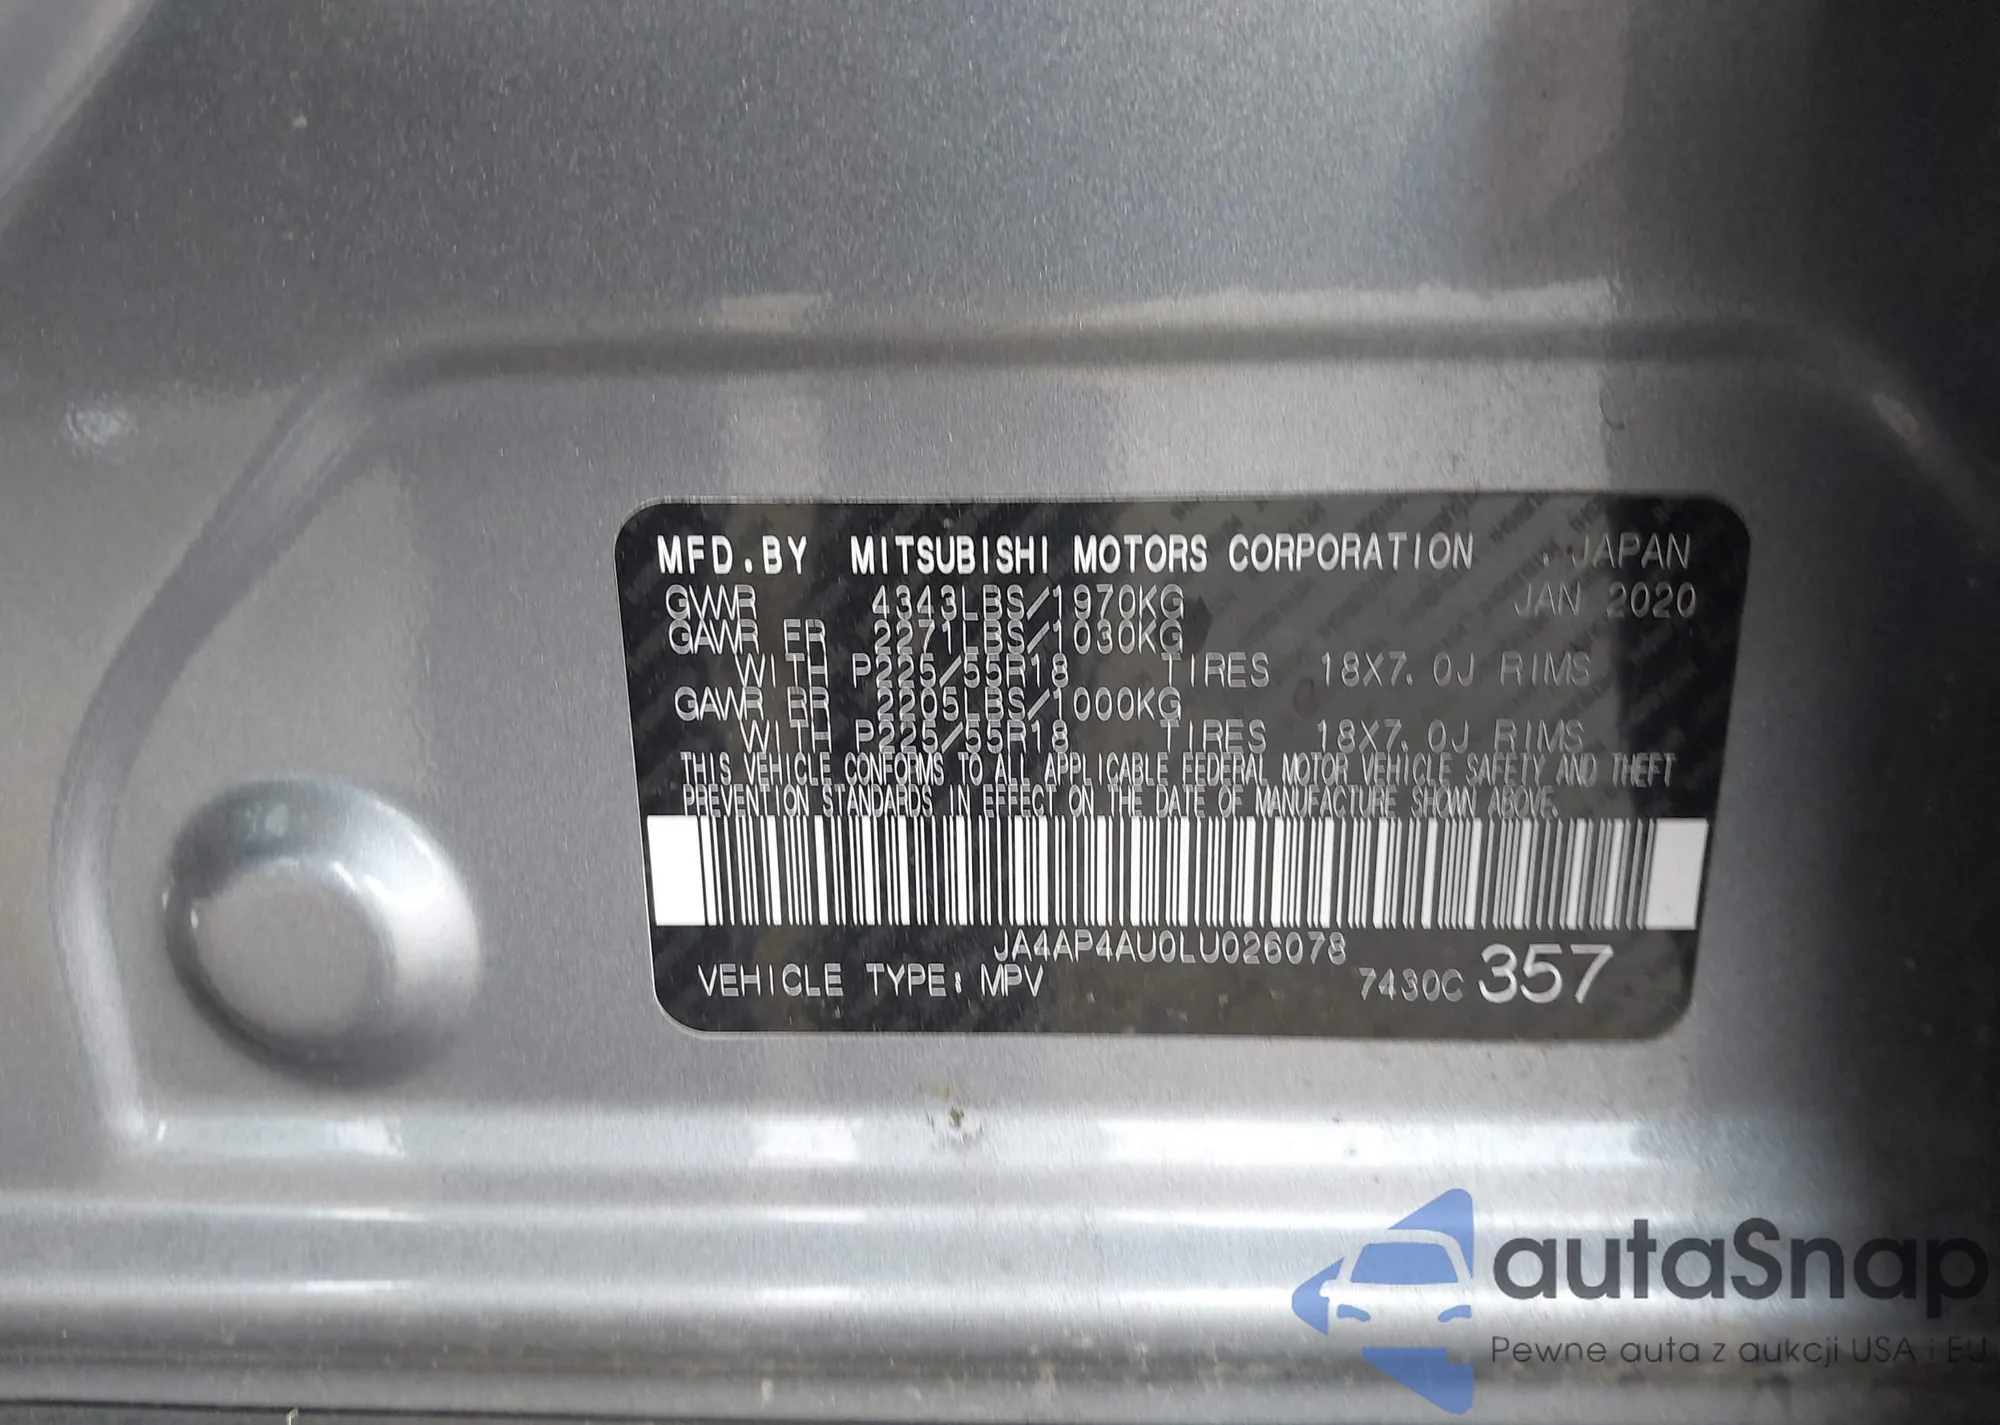 MFD.BY MITSUBISHI MOTORS CORPORATION . JAPAN
GVWR 4343LBS/1970KG JAN 2020
GAWR FR 2271LBS/1030KG
WITH P225/55R18 TIRES 18X7.0J RIMS
GAWR RR 2205LBS/1000KG
WITH P225/55R18 TIRES 18X7.0J RIMS
THIS VEHICLE CONFORMS TO ALL APPLICABLE FEDERAL MOTOR VEHICLE SAFETY AND THEFT
PREVENTION STANDARDS IN EFFECT ON THE DATE OF MANUFACTURE SHOWN ABOVE.
JA4AP4AU0LU026078
VEHICLE TYPE: MPV 7430C 357
autaSnap
Pewne auta z aukcji USA i EU